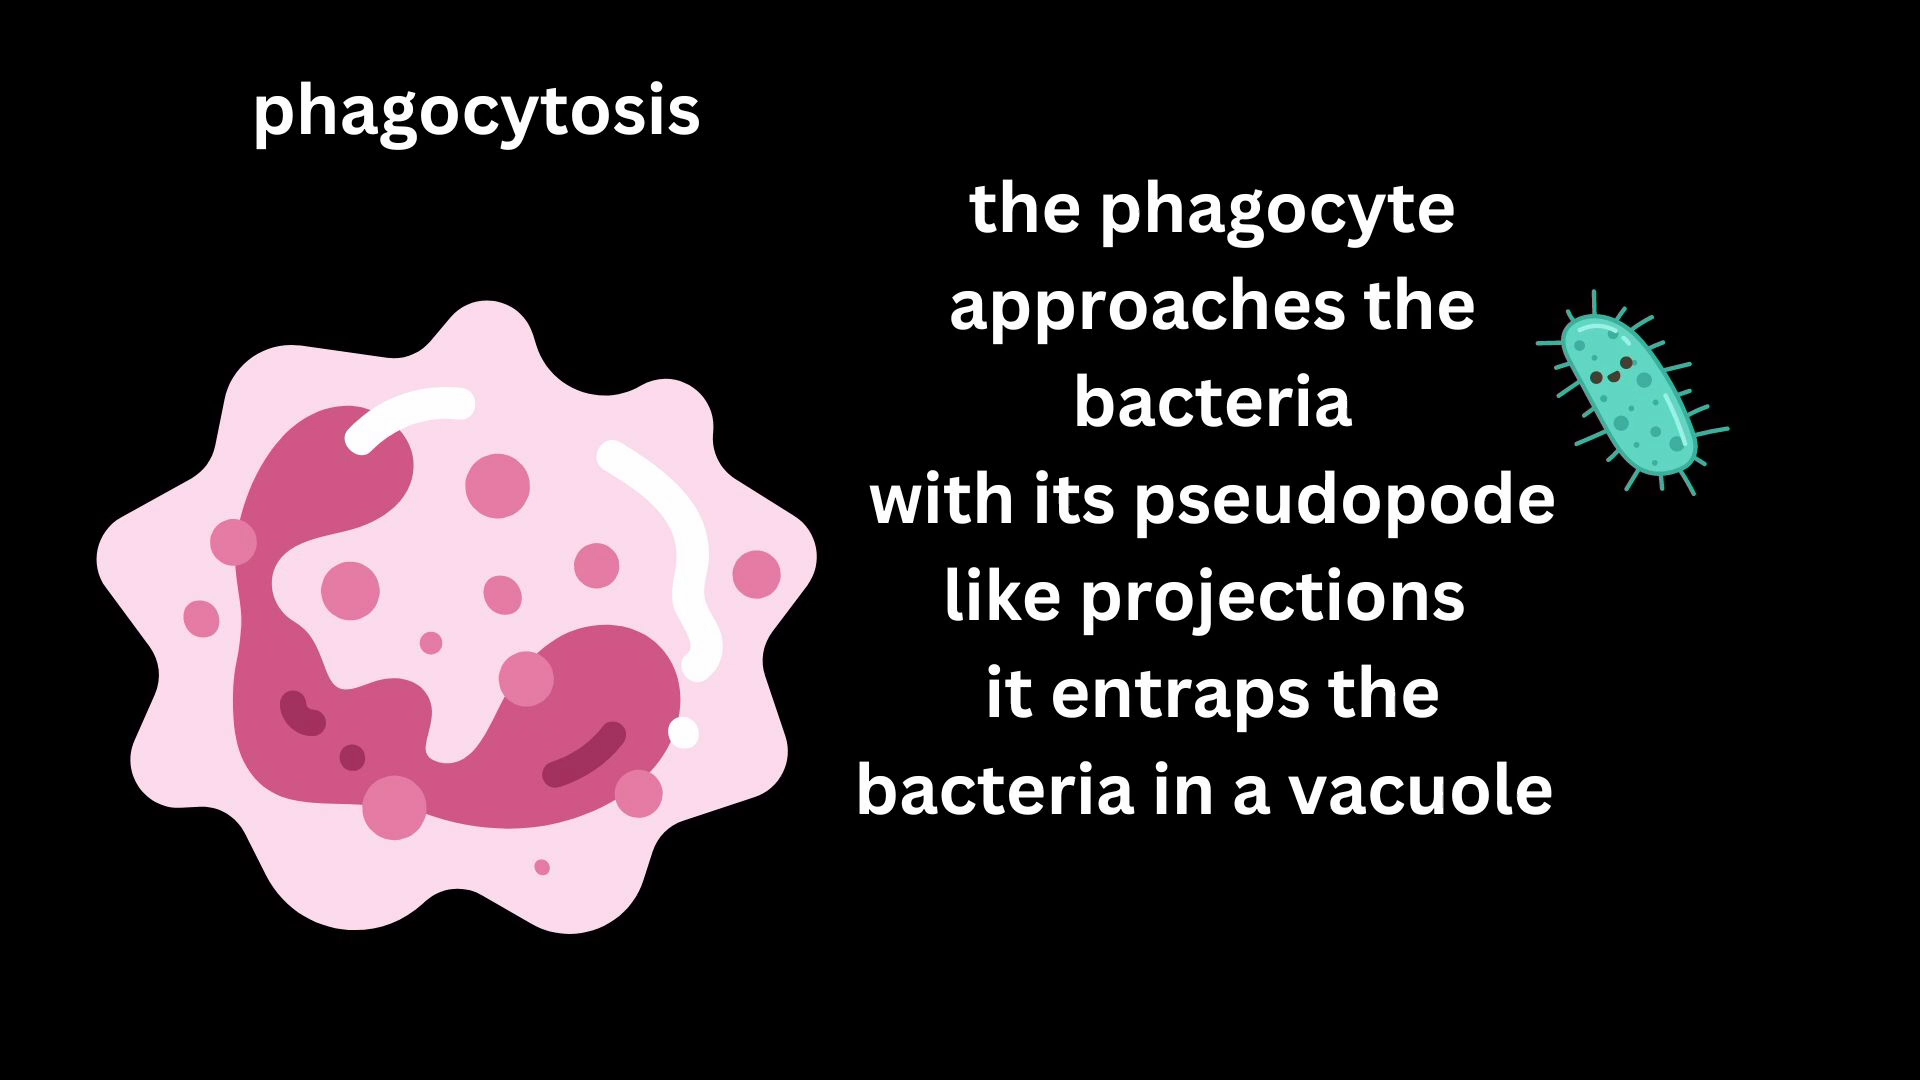 phagocytosis
the phagocyte
approaches the
bacteria
with its pseudopode
like projections
it entraps the
bacteria in a vacuole